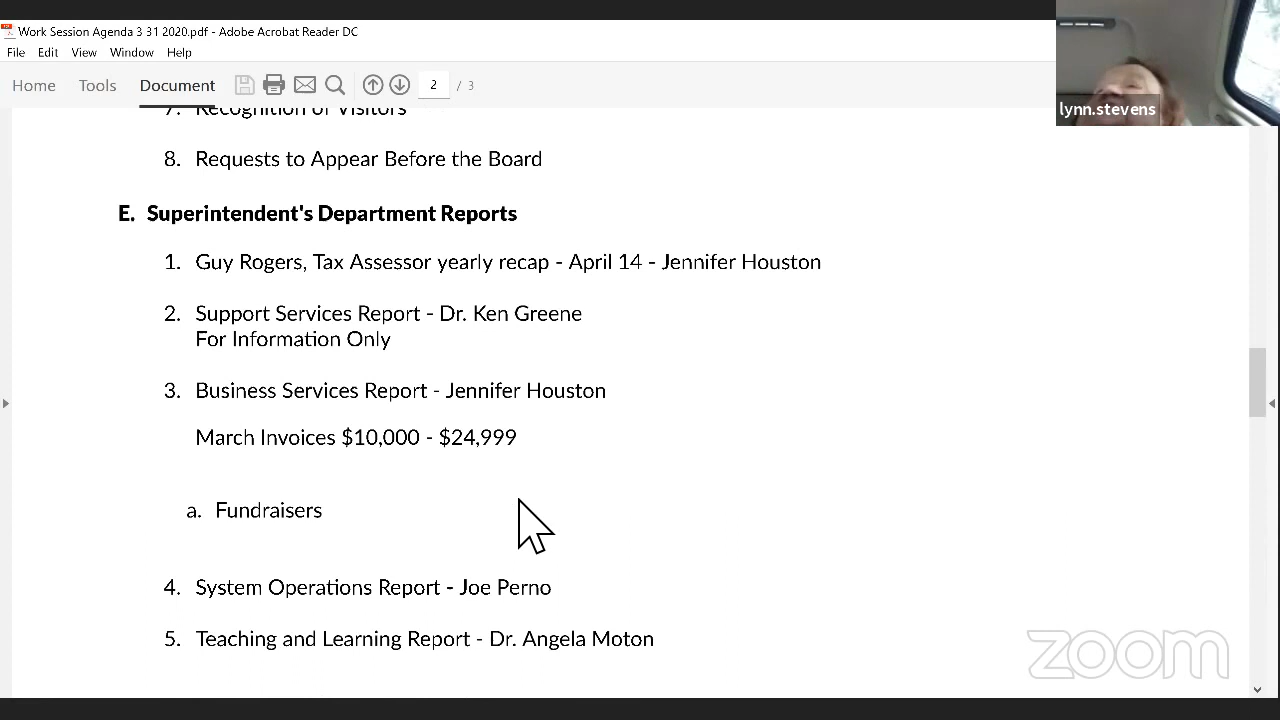 Work Session Agenda 3 31 2020.pdf - Adobe Acrobat Reader DC
File Edit View Window Help
Home Tools Document 2 / 3
lynn.stevens
7. Recognition of Visitors
8. Requests to Appear Before the Board
E. Superintendent's Department Reports
1. Guy Rogers, Tax Assessor yearly recap - April 14 - Jennifer Houston
2. Support Services Report - Dr. Ken Greene
For Information Only
3. Business Services Report - Jennifer Houston
March Invoices $10,000 - $24,999
a. Fundraisers
4. System Operations Report - Joe Perno
5. Teaching and Learning Report - Dr. Angela Moton
zoom